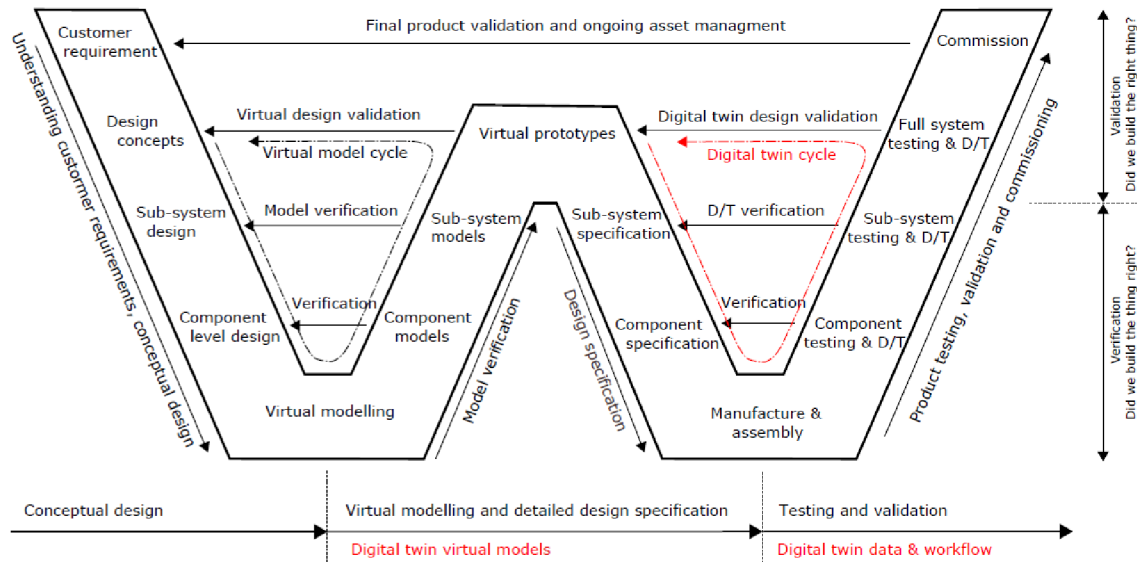 Final product validation and ongoing asset managment
Customer
requirement
Commission
Understanding custormer requirements, conceptual design
Design
concepts
Virtual design validation
Virtual model cycle
Virtual prototypes
Digital twin design validation
Digital twin cycle
Full system
testing & D/T
Sub-system
design
Model verification
Sub-system
models
Sub-system
specification
D/T verification
Sub-system
testing & D/T
Component
level design
Verification
Component
models
Model verification
Design specification
Component
specification
Verification
Component
testing & D/T
Product testing, validation and commissioning
Virtual modelling
Manufacture &
assembly
Validation
Did we build the right thing?
Verification
Did we build the thing right?
Conceptual design
Virtual modelling and detailed design specification
Testing and validation
Digital twin virtual models
Digital twin data & workflow